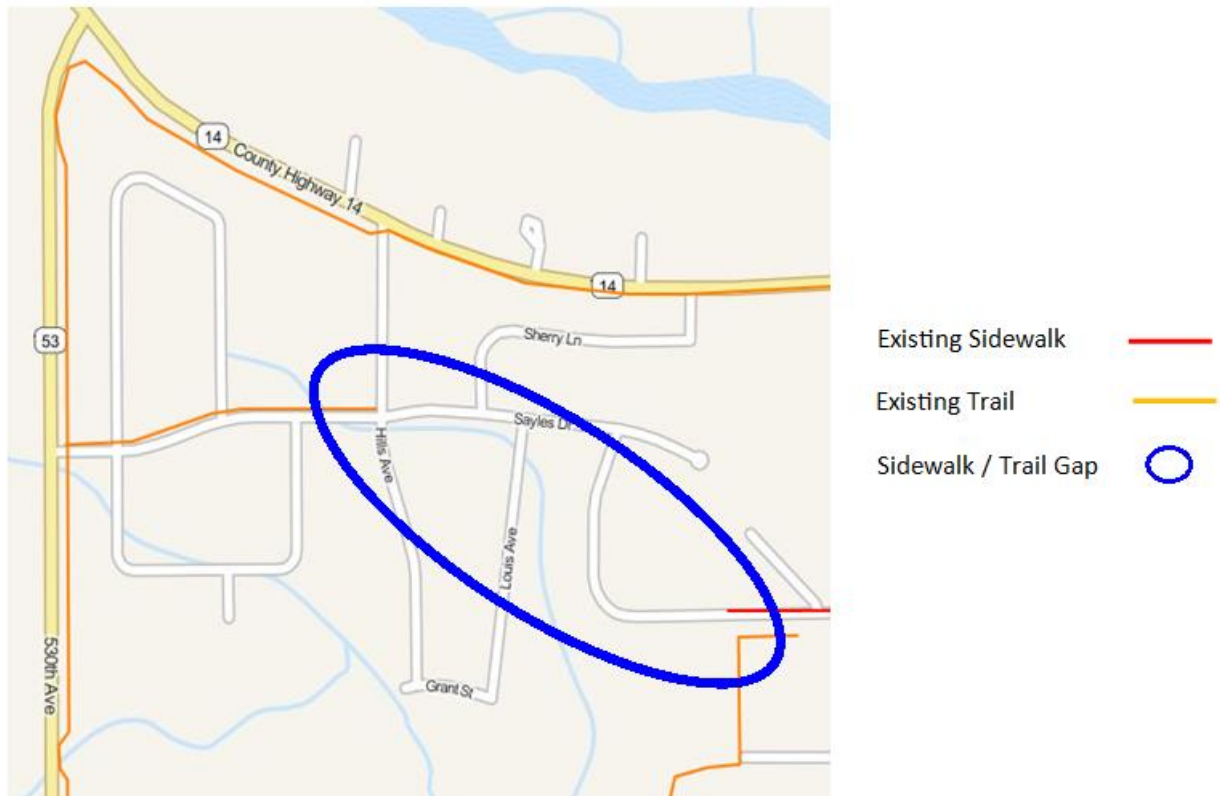 14
County Highway 14
14
53
Sherry Ln
Sayles Dr
Hills Ave
Louis Ave
Grant St
530th Ave
Existing Sidewalk
Existing Trail
Sidewalk / Trail Gap